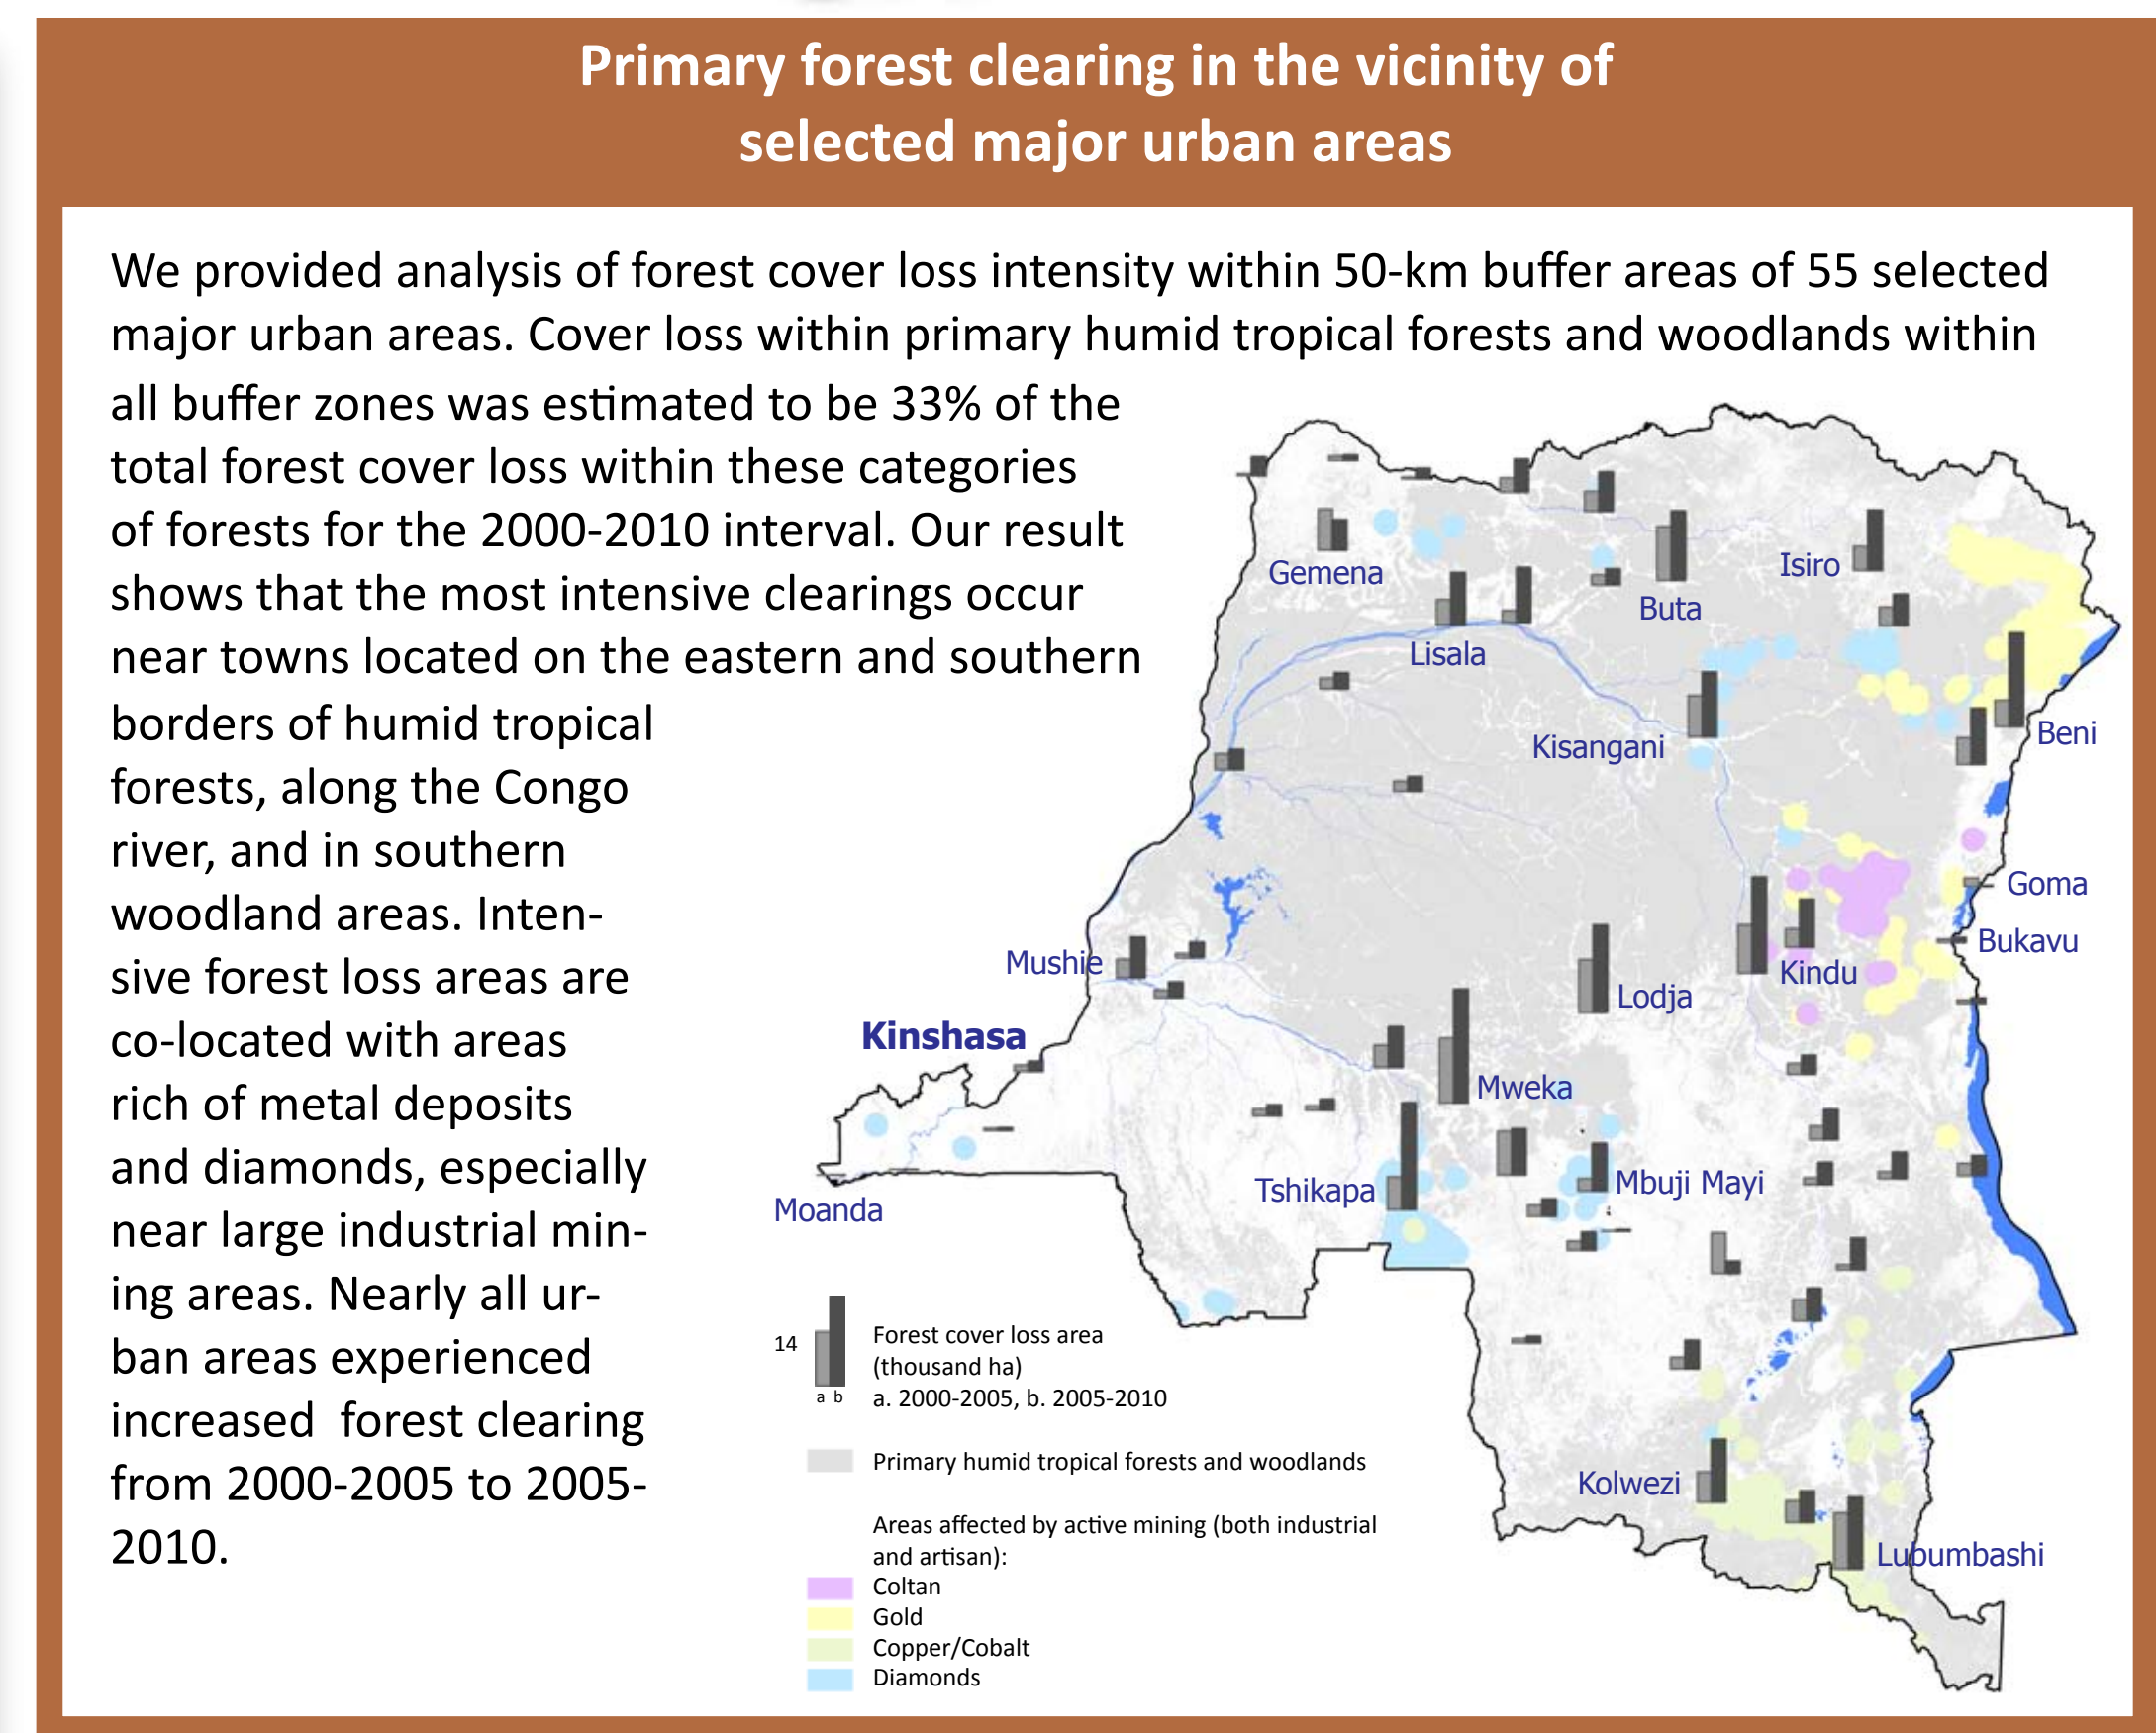 Primary forest clearing in the vicinity of
selected major urban areas
We provided analysis of forest cover loss intensity within 50-km buffer areas of 55 selected
major urban areas. Cover loss within primary humid tropical forests and woodlands within
all buffer zones was estimated to be 33% of the
total forest cover loss within these categories
of forests for the 2000-2010 interval. Our result
shows that the most intensive clearings occur
near towns located on the eastern and southern
borders of humid tropical
forests, along the Congo
river, and in southern
woodland areas. Inten-
sive forest loss areas are
co-located with areas
rich of metal deposits
and diamonds, especially
near large industrial min-
ing areas. Nearly all ur-
ban areas experienced
increased  forest clearing
from 2000-2005 to 2005-
2010.
Gemena
Isiro
Buta
Lisala
Kisangani
Beni
Goma
Bukavu
Mushie
Kindu
Lodja
Kinshasa
Mweka
Mbuji Mayi
Tshikapa
Moanda
Kolwezi
Lubumbashi
14
a b
Forest cover loss area
(thousand ha)
a. 2000-2005, b. 2005-2010
Primary humid tropical forests and woodlands
Areas affected by active mining (both industrial
and artisan):
Coltan
Gold
Copper/Cobalt
Diamonds